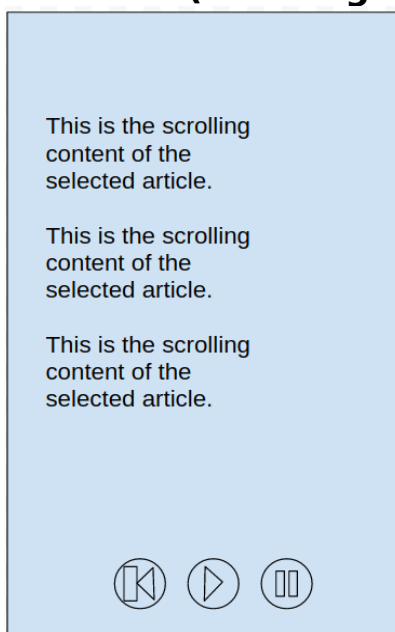 This is the scrolling
content of the
selected article.
This is the scrolling
content of the
selected article.
This is the scrolling
content of the
selected article.